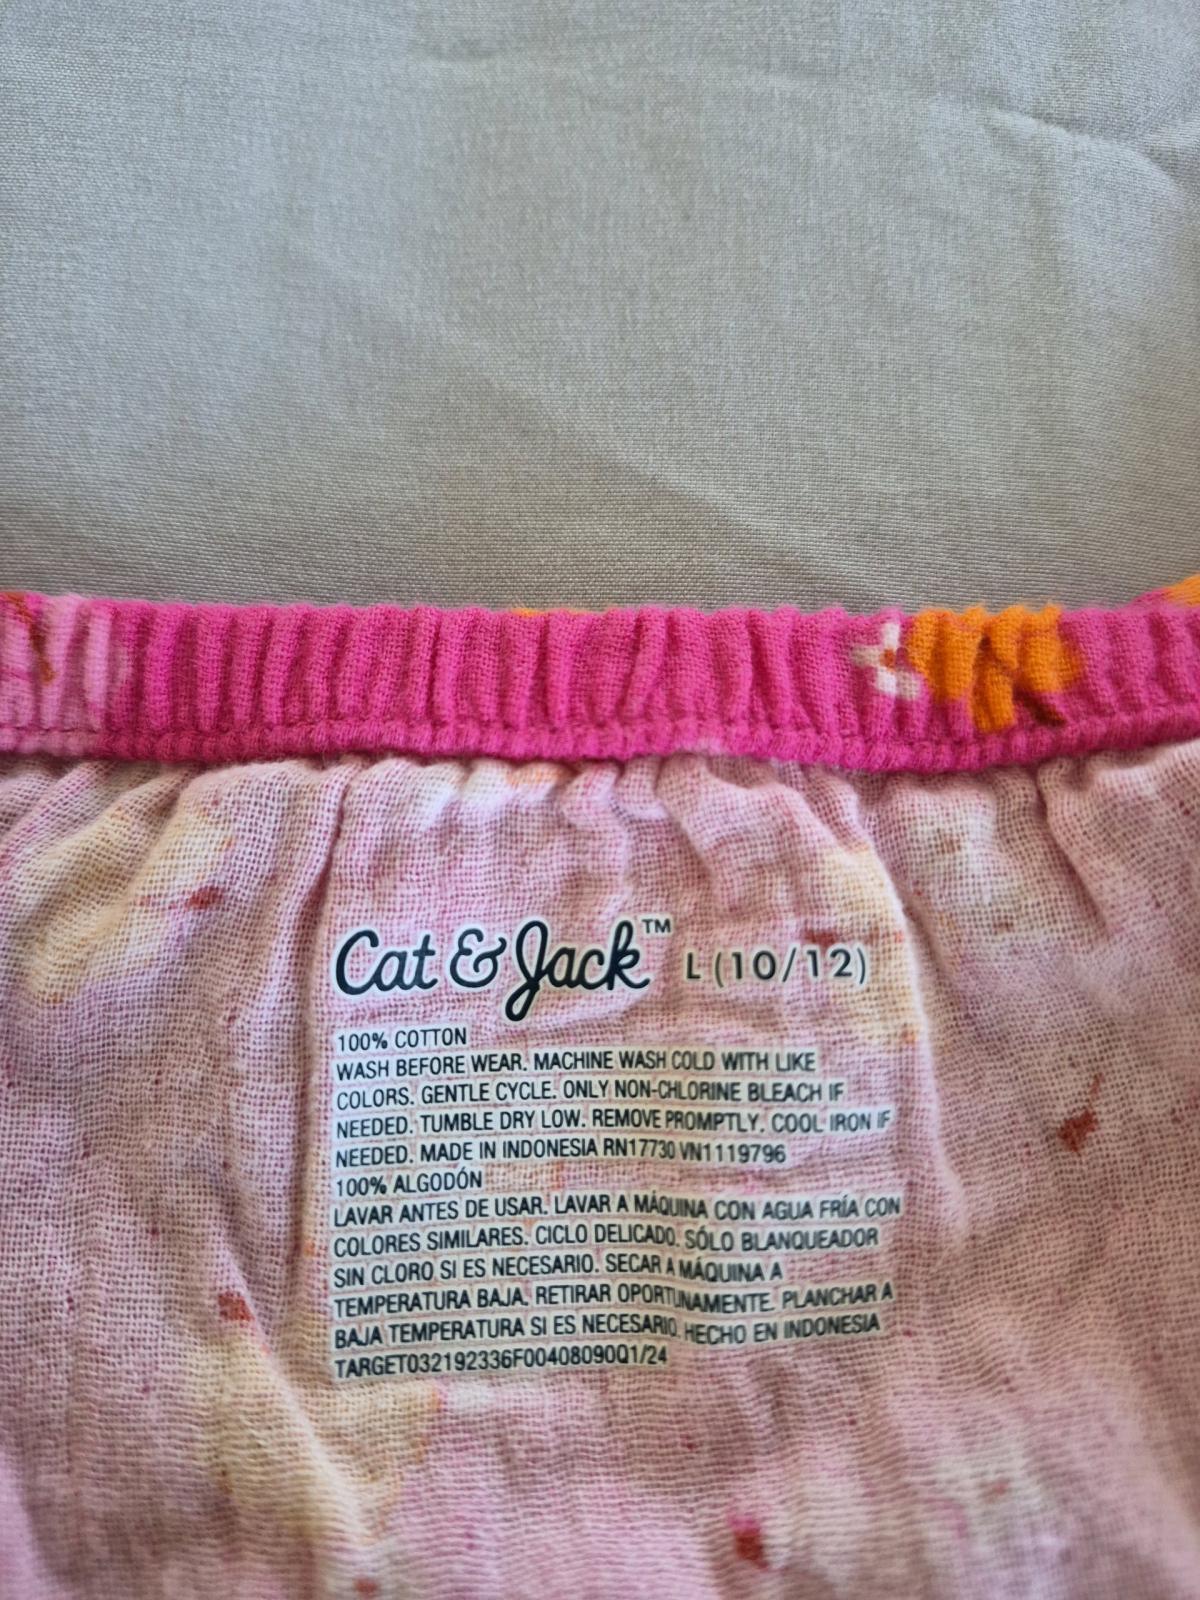 Cat & Jack™ L (10/12)
100% COTTON
WASH BEFORE WEAR. MACHINE WASH COLD WITH LIKE
COLORS. GENTLE CYCLE. ONLY NON-CHLORINE BLEACH IF
NEEDED. TUMBLE DRY LOW. REMOVE PROMPTLY. COOL IRON IF
NEEDED. MADE IN INDONESIA RN17730 VN1119796
100% ALGODÓN
LAVAR ANTES DE USAR. LAVAR A MÁQUINA CON AGUA FRÍA CON
COLORES SIMILARES. CICLO DELICADO. SÓLO BLANQUEADOR
SIN CLORO SI ES NECESARIO. SECAR A MÁQUINA A
TEMPERATURA BAJA. RETIRAR OPORTUNAMENTE. PLANCHAR A
BAJA TEMPERATURA SI ES NECESARIO. HECHO EN INDONESIA
TARGET032192336F00408090Q1/24